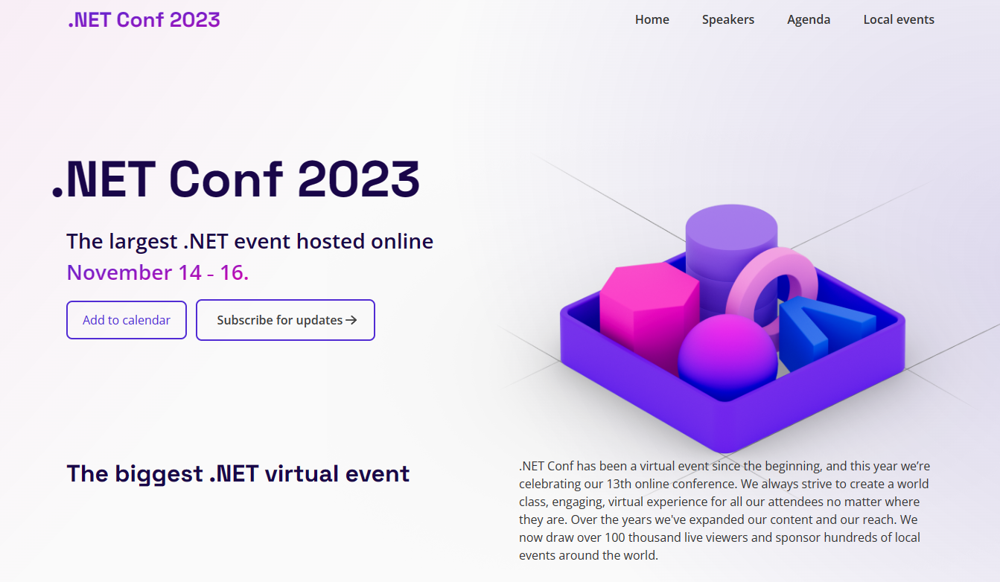 .NET Conf 2023
Home
Speakers
Agenda
Local events
.NET Conf 2023
The largest .NET event hosted online
November 14 - 16.
Add to calendar
Subscribe for updates
The biggest .NET virtual event
.NET Conf has been a virtual event since the beginning, and this year we’re
celebrating our 13th online conference. We always strive to create a world
class, engaging, virtual experience for all our attendees no matter where
they are. Over the years we've expanded our content and our reach. We
now draw over 100 thousand live viewers and sponsor hundreds of local
events around the world.